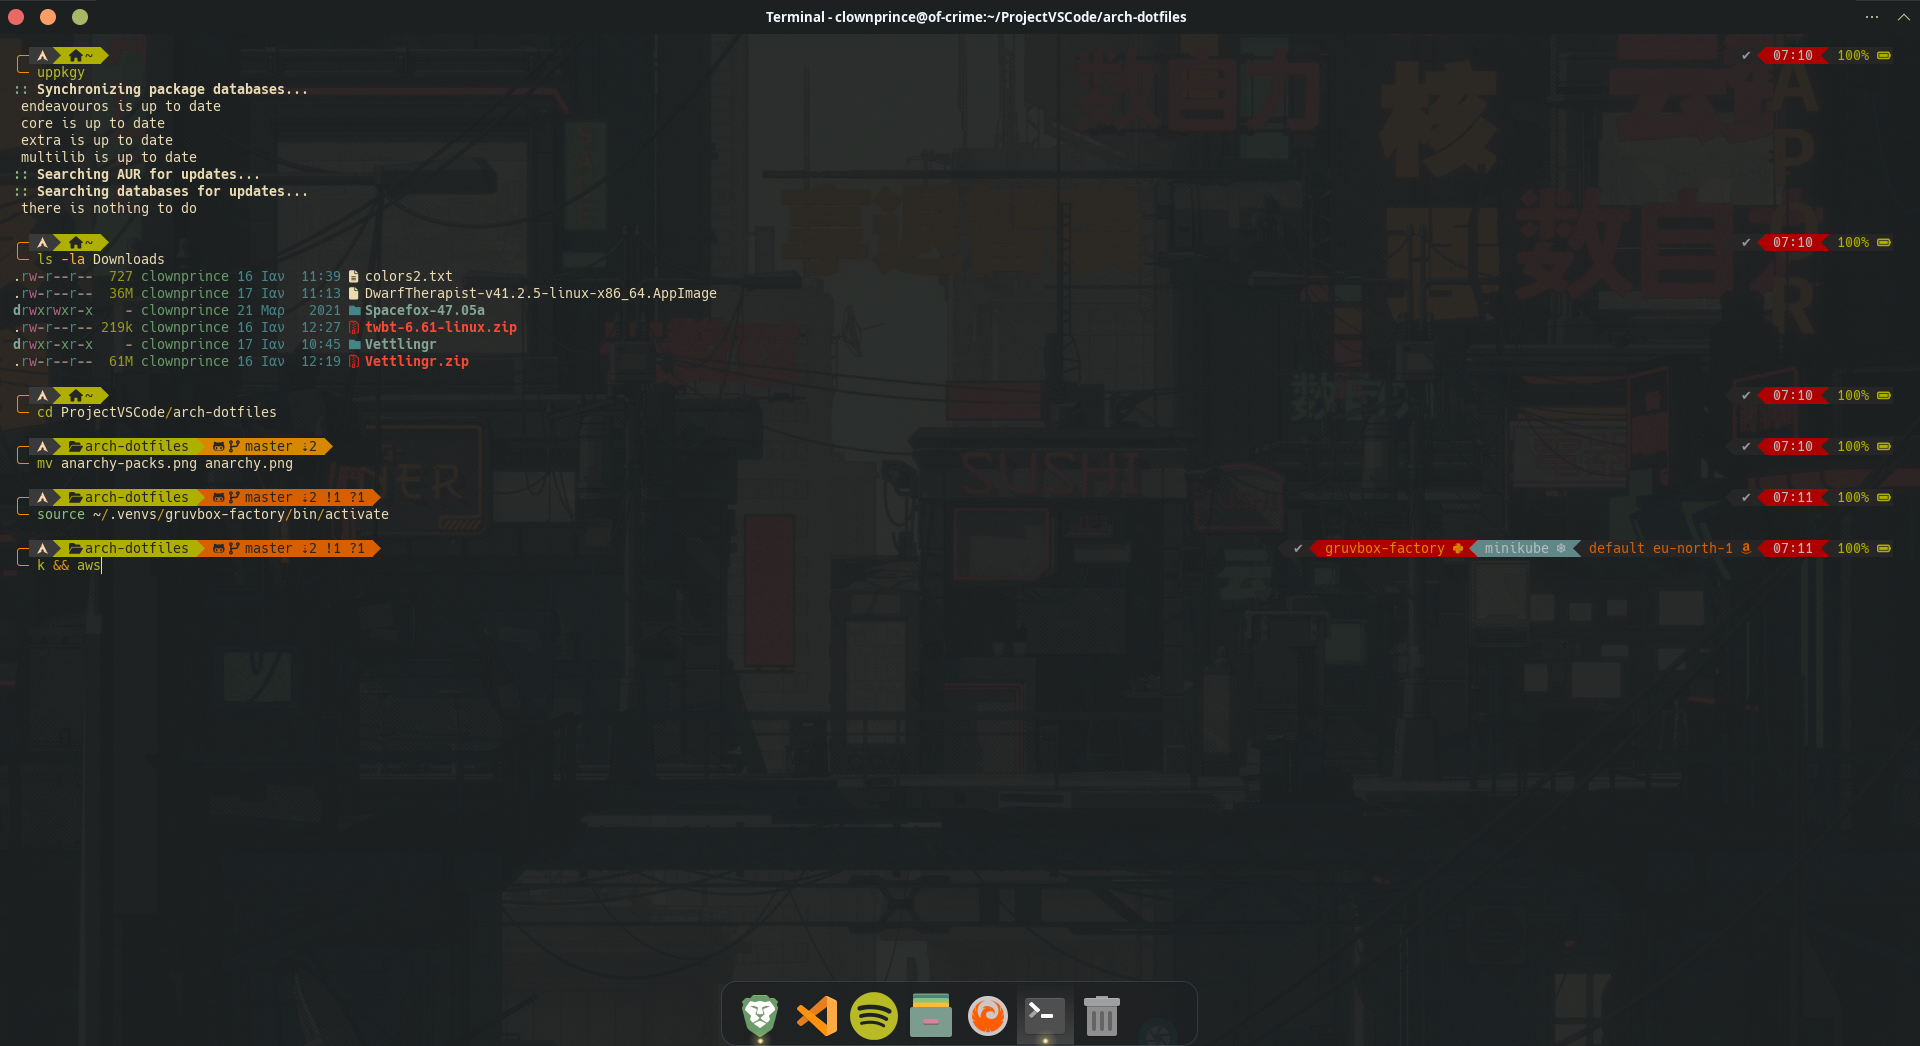 Terminal - clownprince@of-crime:~/ProjectVSCode/arch-dotfiles
~ ✔ 07:10 100%
uppkgy
:: Synchronizing package databases...
endeavouros is up to date
core is up to date
extra is up to date
multilib is up to date
:: Searching AUR for updates...
:: Searching databases for updates...
there is nothing to do
~ ✔ 07:10 100%
ls -la Downloads
.rw-r--r-- 727 clownprince 16 Ιαν 11:39 colors2.txt
.rw-r--r-- 36M clownprince 17 Ιαν 11:13 DwarfTherapist-v41.2.5-linux-x86_64.AppImage
drwxrwxr-x - clownprince 21 Μαρ 2021 Spacefox-47.05a
.rw-r--r-- 219k clownprince 16 Ιαν 12:27 twbt-6.61-linux.zip
drwxr-xr-x - clownprince 17 Ιαν 10:45 Vettlingr
.rw-r--r-- 61M clownprince 16 Ιαν 12:19 Vettlingr.zip
~ ✔ 07:10 100%
cd ProjectVSCode/arch-dotfiles
arch-dotfiles master ⇣2 ✔ 07:10 100%
mv anarchy-packs.png anarchy.png
arch-dotfiles master ⇣2 !1 ?1 ✔ 07:11 100%
source ~/.venvs/gruvbox-factory/bin/activate
arch-dotfiles master ⇣2 !1 ?1 ✔ gruvbox-factory minikube default eu-north-1 07:11 100%
k && aws
数自力
核
数自
SUSHI